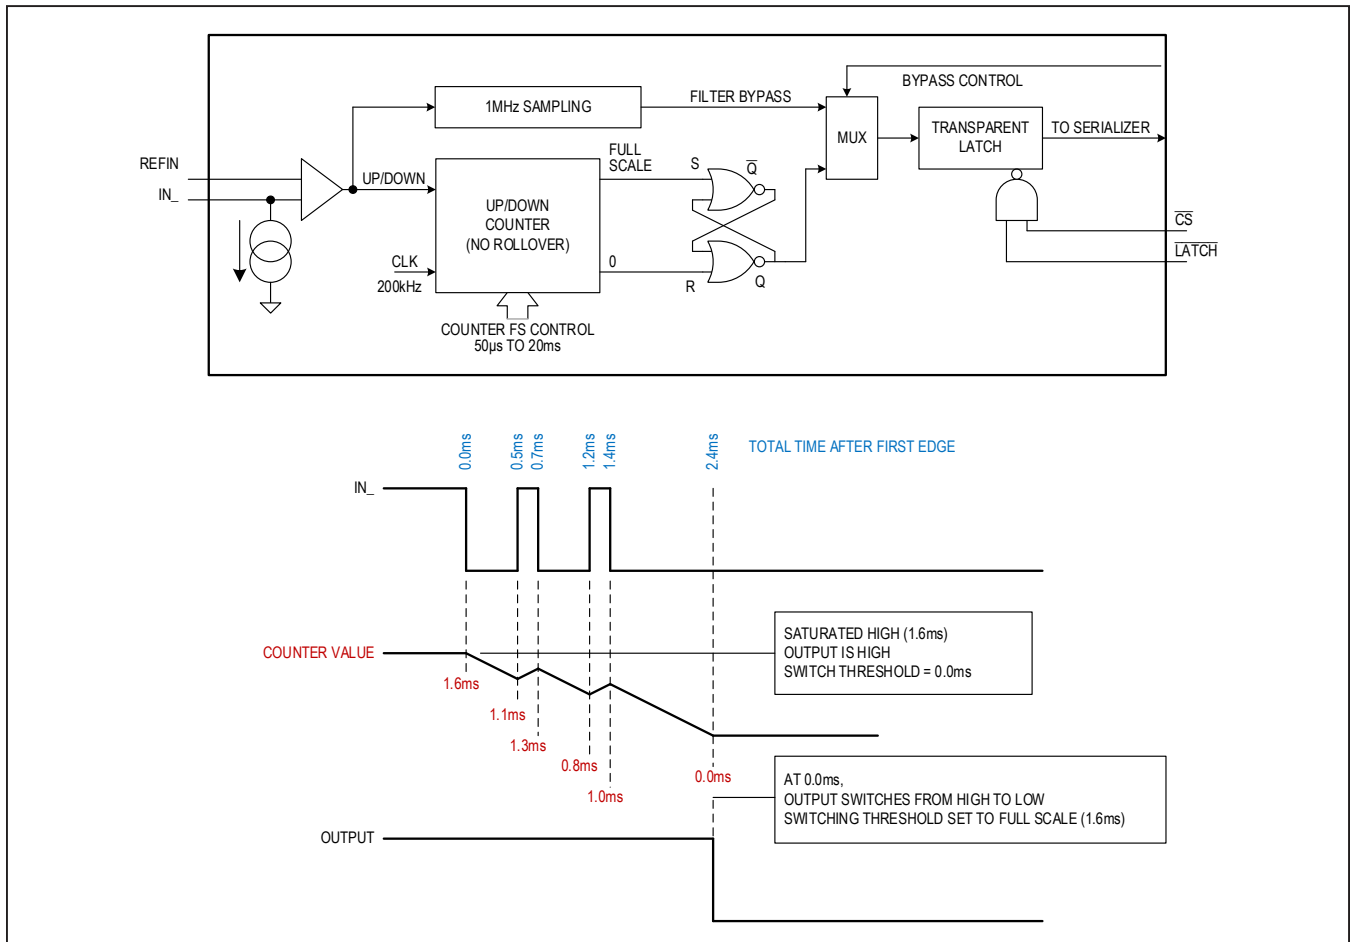 BYPASS CONTROL
1MHz SAMPLING
FILTER BYPASS
MUX
TRANSPARENT
LATCH
TO SERIALIZER
REFIN
IN_
UP/DOWN
UP/DOWN
COUNTER
(NO ROLLOVER)
FULL
SCALE
S
Q̅
CLK
200kHz
0
R
Q
C̅S̅
L̅A̅T̅C̅H̅
COUNTER FS CONTROL
50µs TO 20ms
0.0ms
0.5ms
0.7ms
1.2ms
1.4ms
2.4ms
TOTAL TIME AFTER FIRST EDGE
IN_
COUNTER VALUE
1.6ms
1.1ms
1.3ms
0.8ms
1.0ms
0.0ms
SATURATED HIGH (1.6ms)
OUTPUT IS HIGH
SWITCH THRESHOLD = 0.0ms
AT 0.0ms,
OUTPUT SWITCHES FROM HIGH TO LOW
SWITCHING THRESHOLD SET TO FULL SCALE (1.6ms)
OUTPUT